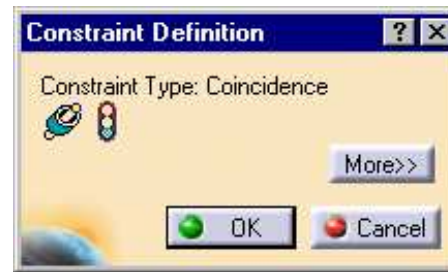 Constraint Definition ? X
Constraint Type: Coincidence
More>>
OK Cancel